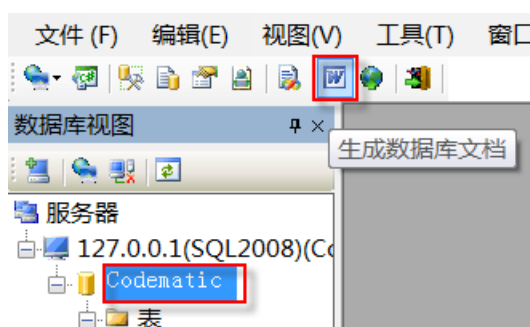 文件 (F) 编辑(E) 视图(V) 工具(T) 窗口
数据库视图
生成数据库文档
服务器
127.0.0.1(SQL2008)(Co
Codematic
表